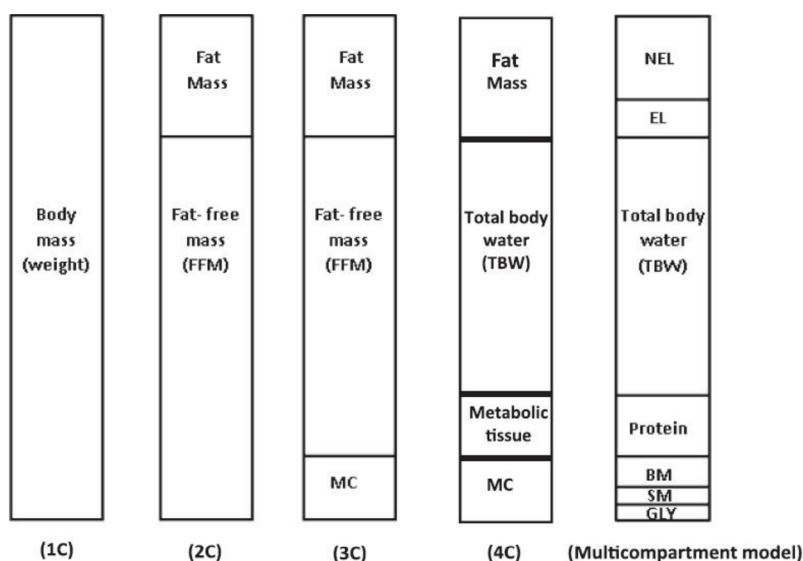 Body
mass
(weight)
(1C)
Fat
Mass
Fat- free
mass
(FFM)
(2C)
Fat
Mass
Fat- free
mass
(FFM)
MC
(3C)
Fat
Mass
Total body
water
(TBW)
Metabolic
tissue
MC
(4C)
NEL
EL
Total body
water
(TBW)
Protein
BM
SM
GLY
(Multicompartment model)